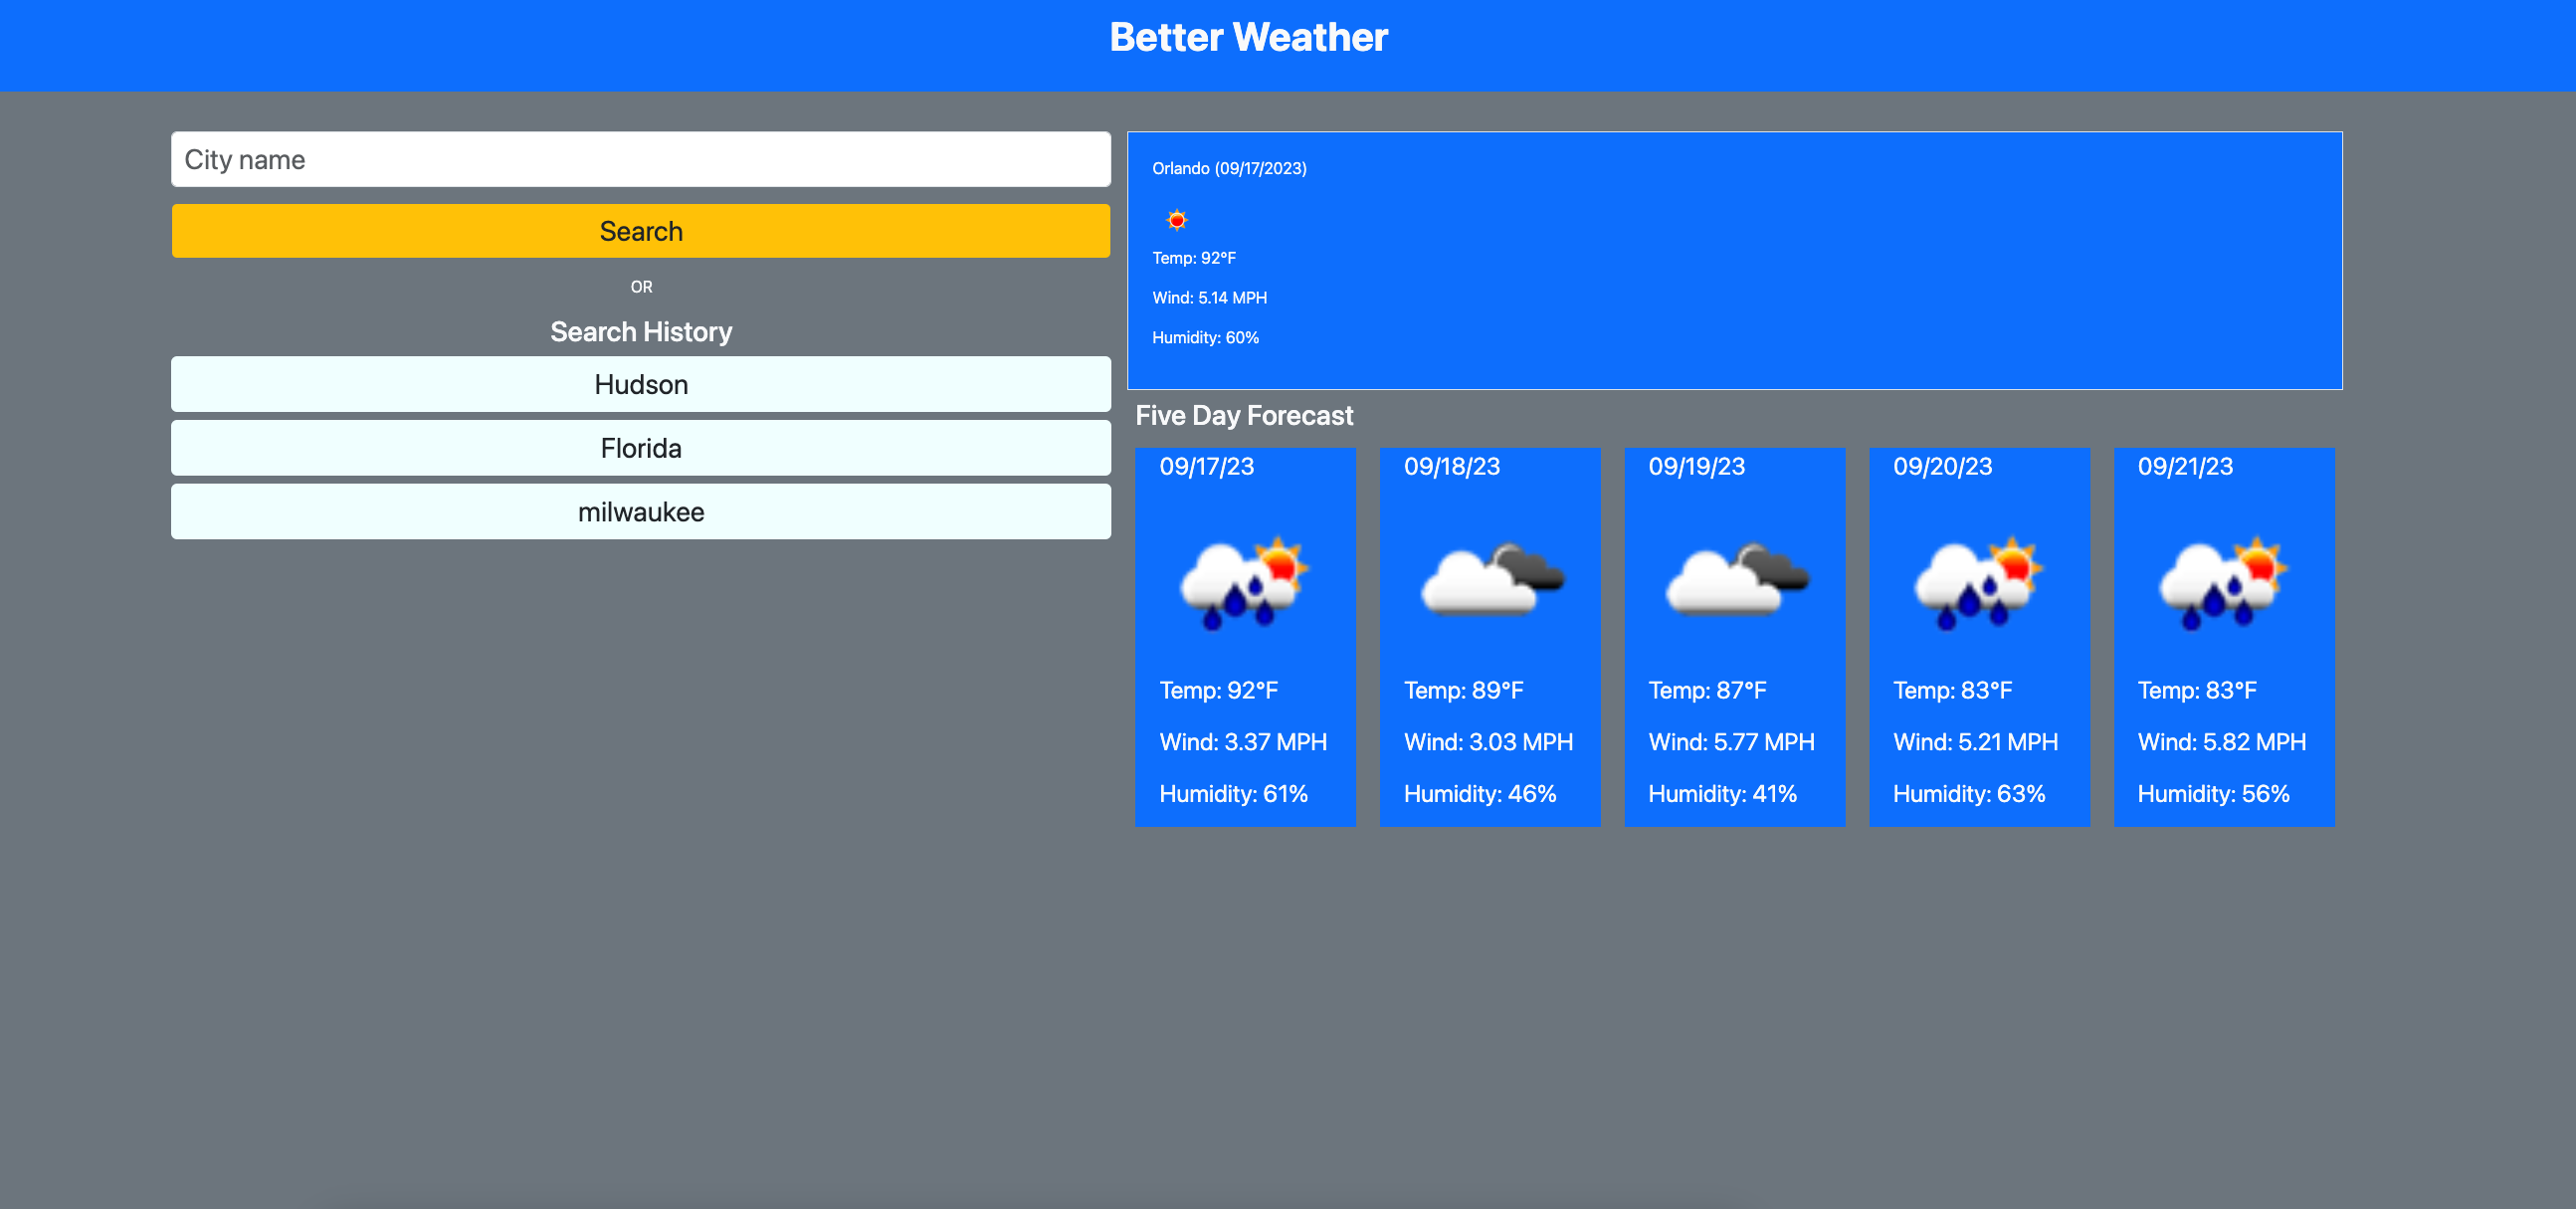 Better Weather
City name
Search
OR
Search History
Hudson
Florida
milwaukee
Orlando (09/17/2023)
Temp: 92°F
Wind: 5.14 MPH
Humidity: 60%
Five Day Forecast
09/17/23
Temp: 92°F
Wind: 3.37 MPH
Humidity: 61%
09/18/23
Temp: 89°F
Wind: 3.03 MPH
Humidity: 46%
09/19/23
Temp: 87°F
Wind: 5.77 MPH
Humidity: 41%
09/20/23
Temp: 83°F
Wind: 5.21 MPH
Humidity: 63%
09/21/23
Temp: 83°F
Wind: 5.82 MPH
Humidity: 56%